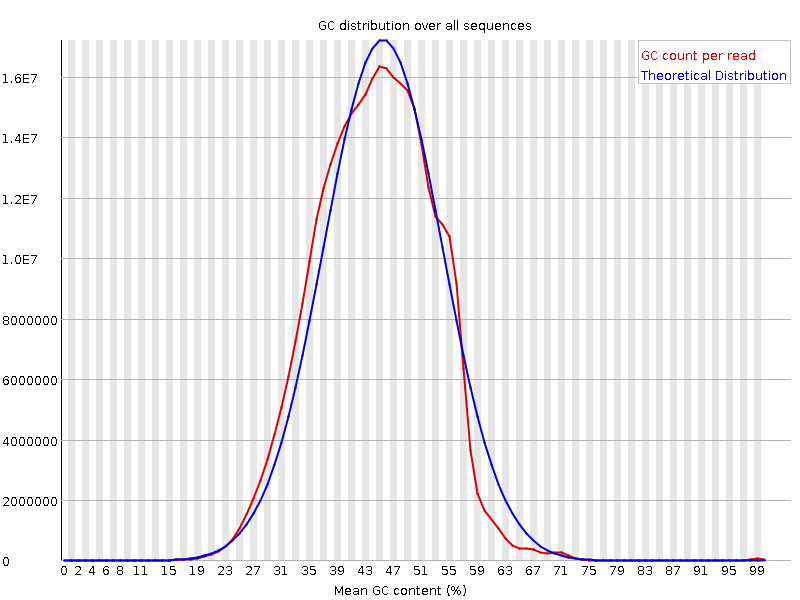 GC distribution over all sequences
GC count per read
Theoretical Distribution
1.6E7
1.4E7
1.2E7
1.0E7
8000000
6000000
4000000
2000000
0
0 2 4 6 8 11 15 19 23 27 31 35 39 43 47 51 55 59 63 67 71 75 79 83 87 91 95 99
Mean GC content (%)